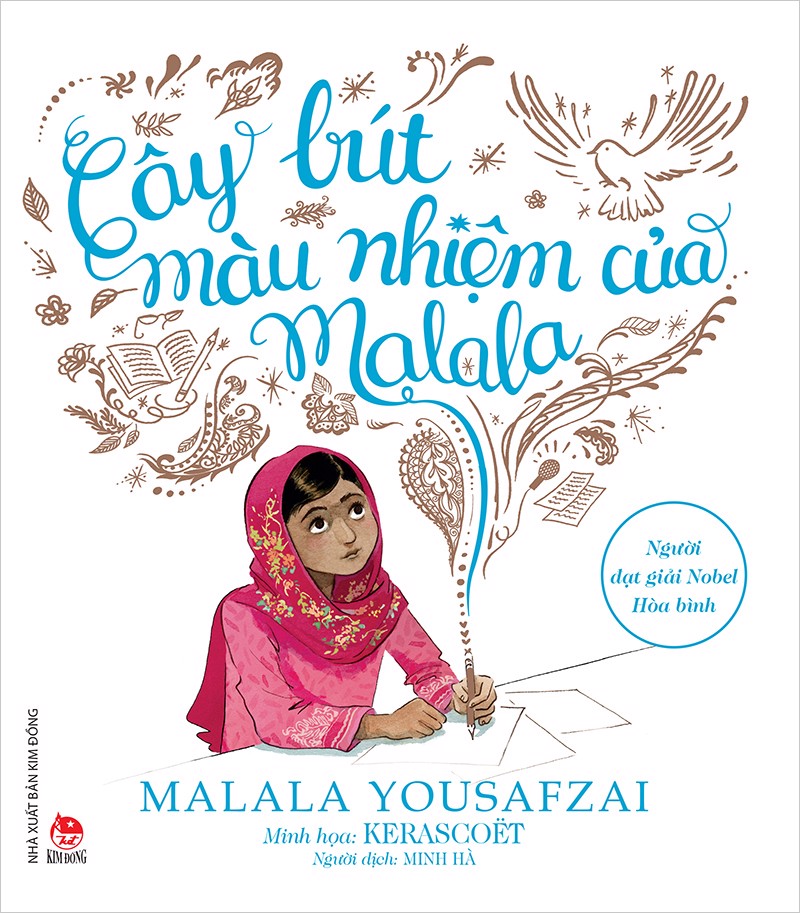 Cây bút
màu nhiệm của
Malala
Người
đạt giải Nobel
Hòa bình
MALALA YOUSAFZAI
Minh họa: KERASCOËT
Người dịch: MINH HÀ
NHÀ XUẤT BẢN KIM ĐỒNG
kđ
KIM ĐỒNG